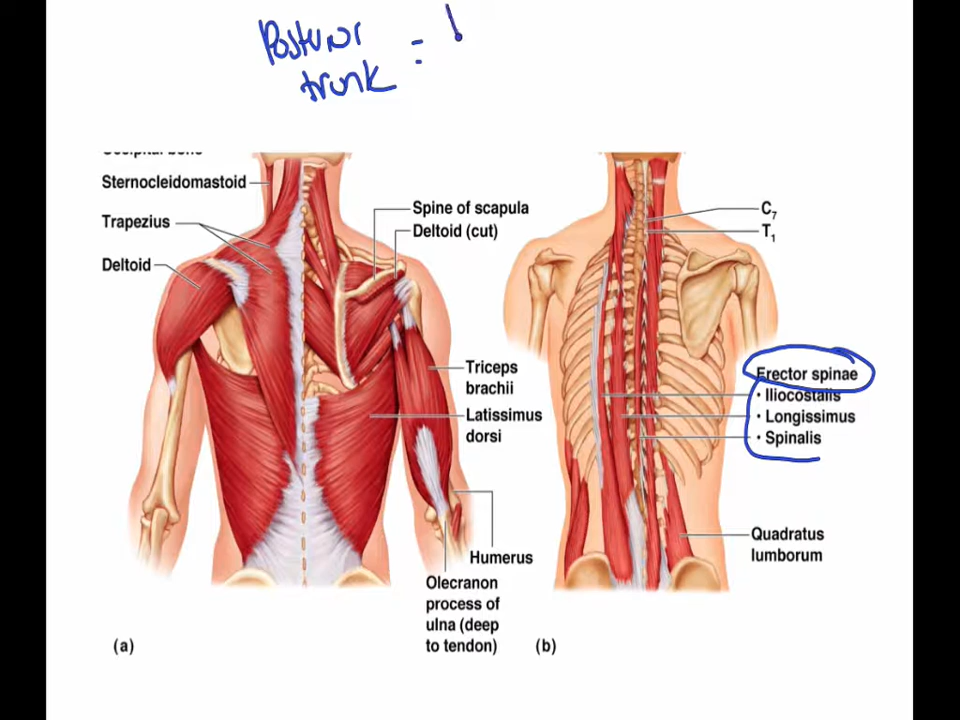 Posterior
trunk =
Sternocleidomastoid
Trapezius
Deltoid
Spine of scapula
Deltoid (cut)
Triceps
brachii
Latissimus
dorsi
Humerus
Olecranon
process of
ulna (deep
to tendon)
(a)
C7
T1
Erector spinae
• Iliocostalis
• Longissimus
• Spinalis
Quadratus
lumborum
(b)